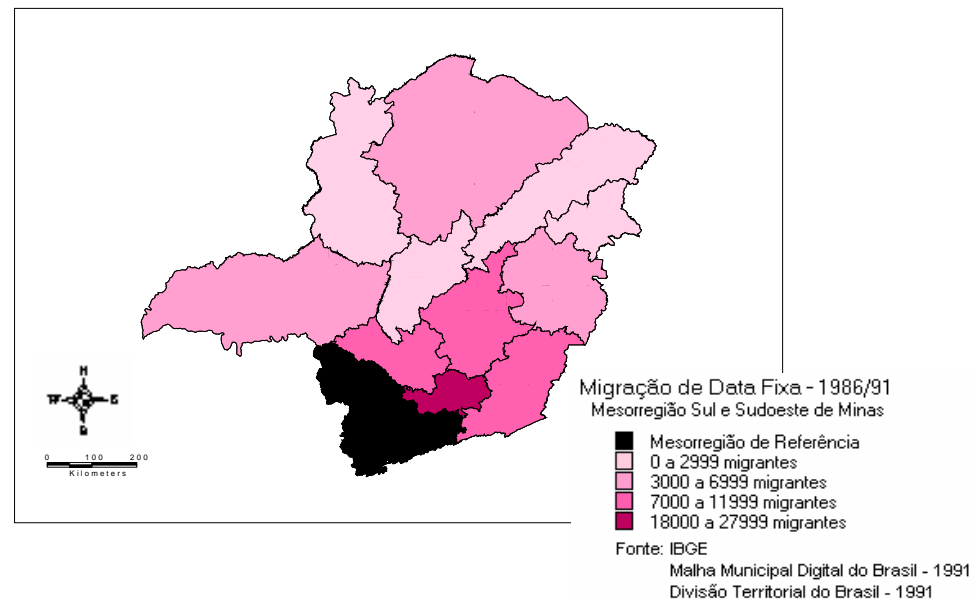 N
W E
S
0 100 200
Kilometers
Migração de Data Fixa - 1986/91
Mesorregião Sul e Sudoeste de Minas
Mesorregião de Referência
0 a 2999 migrantes
3000 a 6999 migrantes
7000 a 11999 migrantes
18000 a 27999 migrantes
Fonte: IBGE
Malha Municipal Digital do Brasil - 1991
Divisão Territorial do Brasil - 1991